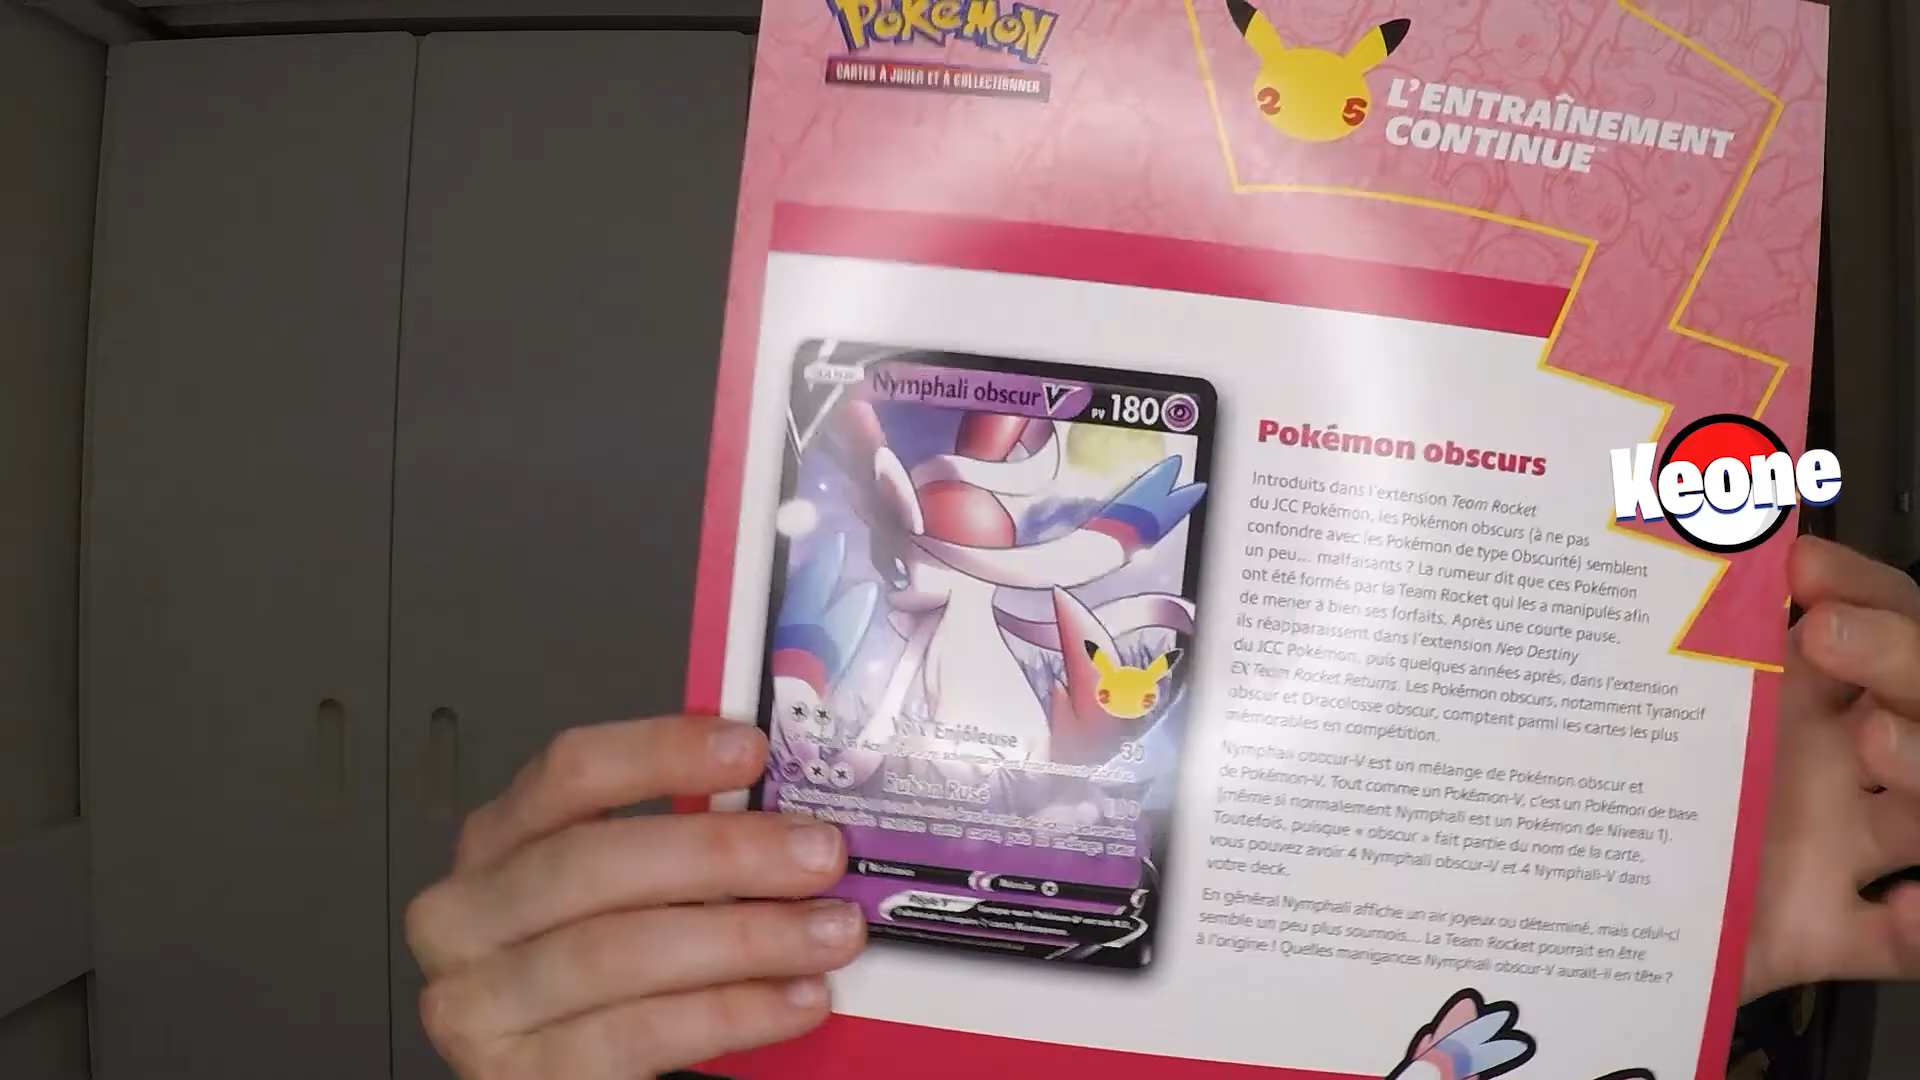 POKÉMON
CARTES À JOUER ET À COLLECTIONNER
2 5
L'ENTRAÎNEMENT
CONTINUE
Nymphali obscur V PV 180
2 5
Enjôleuse 30
Ruban Rusé
Pokémon obscurs
Introduits dans l'extension Team Rocket
du JCC Pokémon, les Pokémon obscurs (à ne pas
confondre avec les Pokémon de type Obscurité) semblent
un peu... malfaisants ? La rumeur dit que ces Pokémon
ont été formés par la Team Rocket qui les a manipulés afin
de mener à bien ses forfaits. Après une courte pause,
ils réapparaissent dans l'extension Neo Destiny
du JCC Pokémon, puis quelques années après, dans l'extension
EX Team Rocket Returns. Les Pokémon obscurs, notamment Tyranocif
obscur et Dracolosse obscur, comptent parmi les cartes les plus
mémorables en compétition.
Nymphali obscur-V est un mélange de Pokémon obscur et
de Pokémon-V. Tout comme un Pokémon-V, c'est un Pokémon de base
(même si normalement Nymphali est un Pokémon de Niveau 1).
Toutefois, puisque « obscur » fait partie du nom de la carte,
vous pouvez avoir 4 Nymphali obscur-V et 4 Nymphali-V dans
votre deck.
En général Nymphali affiche un air joyeux ou déterminé, mais celui-ci
semble un peu plus sournois... La Team Rocket pourrait en être
à l'origine ! Quelles manigances Nymphali obscur-V aurait-il en tête ?
Keone